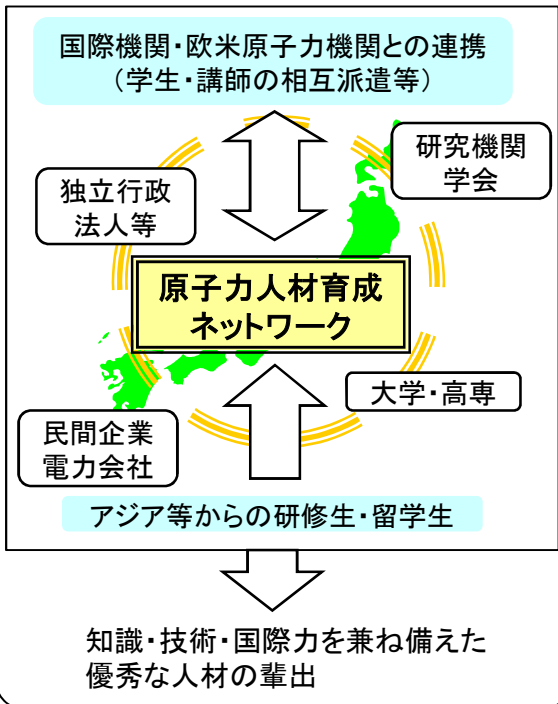 国際機関・欧米原子力機関との連携
（学生・講師の相互派遣等）
研究機関
学会
独立行政
法人等
原子力人材育成
ネットワーク
大学・高専
民間企業
電力会社
アジア等からの研修生・留学生
知識・技術・国際力を兼ね備えた
優秀な人材の輩出